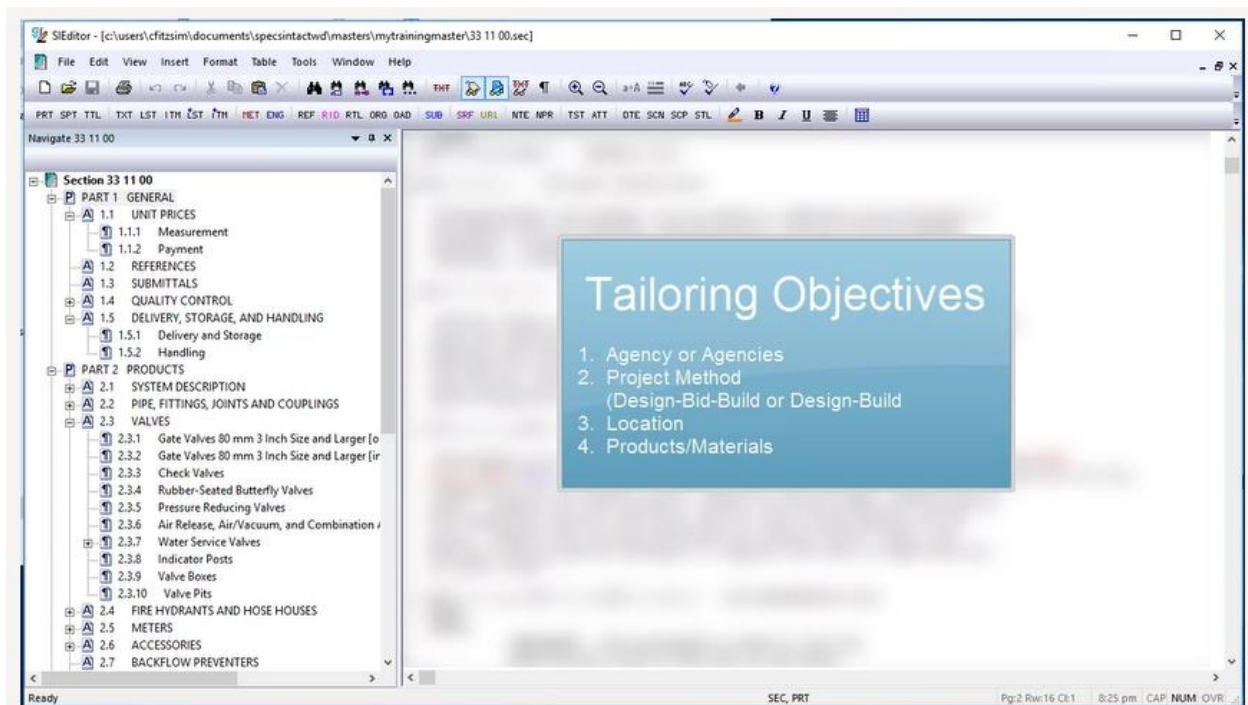 SIEditor - [c:\users\cfitzsim\documents\specsintactwd\masters\mytrainingmaster\33 11 00.sec]
File Edit View Insert Format Table Tools Window Help
PRT SPT TTL TXT LST ITM LST ITM MET ENG REF RID RTL ORG OAD SUB SRF URL NTE NPR TST ATT DTE SCN SCP STL B I U
Navigate 33 11 00
Section 33 11 00
PART 1 GENERAL
1.1 UNIT PRICES
1.1.1 Measurement
1.1.2 Payment
1.2 REFERENCES
1.3 SUBMITTALS
1.4 QUALITY CONTROL
1.5 DELIVERY, STORAGE, AND HANDLING
1.5.1 Delivery and Storage
1.5.2 Handling
PART 2 PRODUCTS
2.1 SYSTEM DESCRIPTION
2.2 PIPE, FITTINGS, JOINTS AND COUPLINGS
2.3 VALVES
2.3.1 Gate Valves 80 mm 3 Inch Size and Larger [o
2.3.2 Gate Valves 80 mm 3 Inch Size and Larger [ir
2.3.3 Check Valves
2.3.4 Rubber-Seated Butterfly Valves
2.3.5 Pressure Reducing Valves
2.3.6 Air Release, Air/Vacuum, and Combination
2.3.7 Water Service Valves
2.3.8 Indicator Posts
2.3.9 Valve Boxes
2.3.10 Valve Pits
2.4 FIRE HYDRANTS AND HOSE HOUSES
2.5 METERS
2.6 ACCESSORIES
2.7 BACKFLOW PREVENTERS
Tailoring Objectives
1. Agency or Agencies
2. Project Method
(Design-Bid-Build or Design-Build
3. Location
4. Products/Materials
Ready SEC, PRT Pg:2 Rw:16 Cl:1 8:25 pm CAP NUM OVR